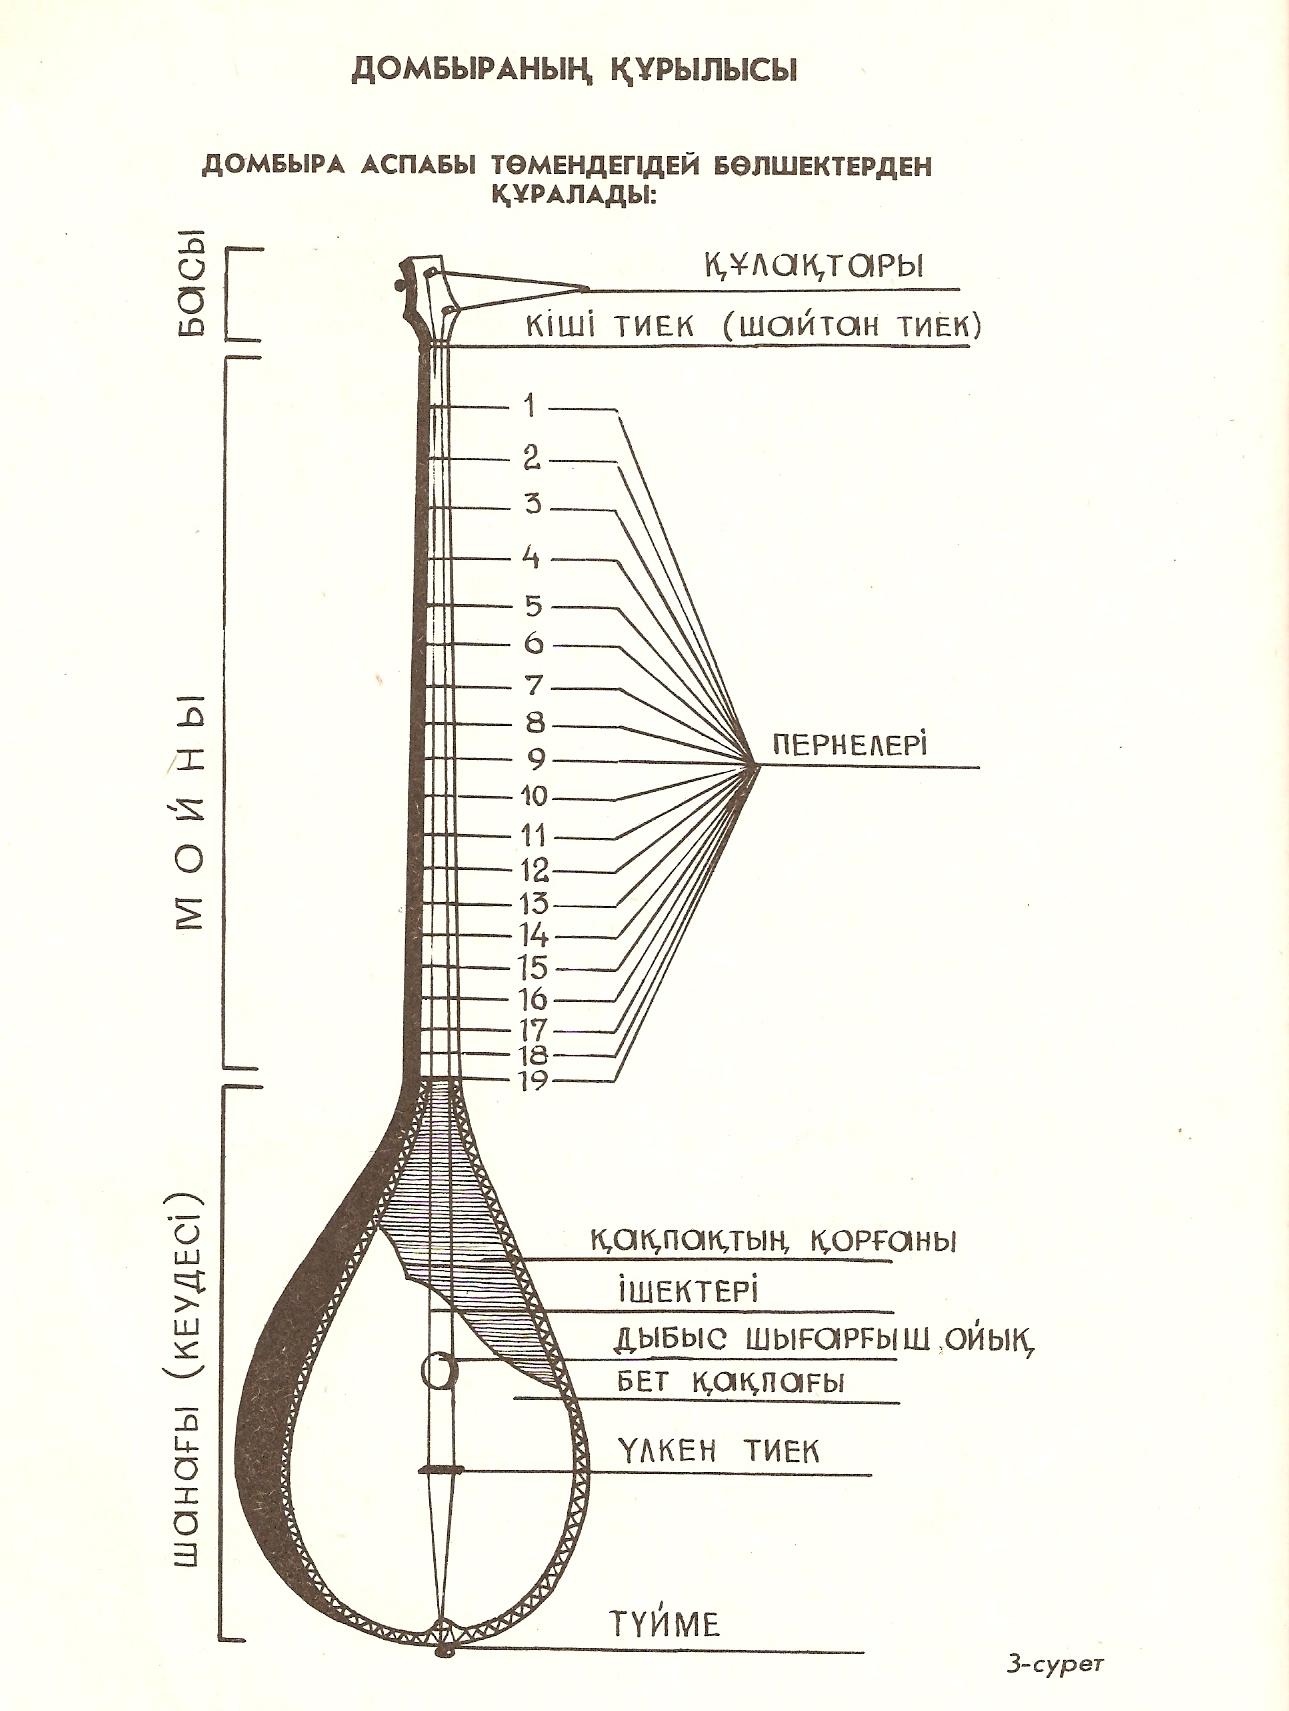 ДОМБЫРАНЫҢ ҚҰРЫЛЫСЫ
ДОМБЫРА АСПАБЫ ТӨМЕНДЕГІДЕЙ БӨЛШЕКТЕРДЕН
ҚҰРАЛАДЫ:
БАСЫ
ҚҰЛАҚТАРЫ
КІШІ ТИЕК (ШАЙТАН ТИЕК)
МОЙНЫ
1
2
3
4
5
6
7
8
9
10
11
12
13
14
15
16
17
18
19
ПЕРНЕЛЕРІ
ШАНАҒЫ (КЕУДЕСІ)
ҚАҚПАҚТЫҢ ҚОРҒАНЫ
ІШЕКТЕРІ
ДЫБЫС ШЫҒАРҒЫШ ОЙЫҚ
БЕТ ҚАҚПАҒЫ
ҮЛКЕН ТИЕК
ТҮЙМЕ
3-сурет